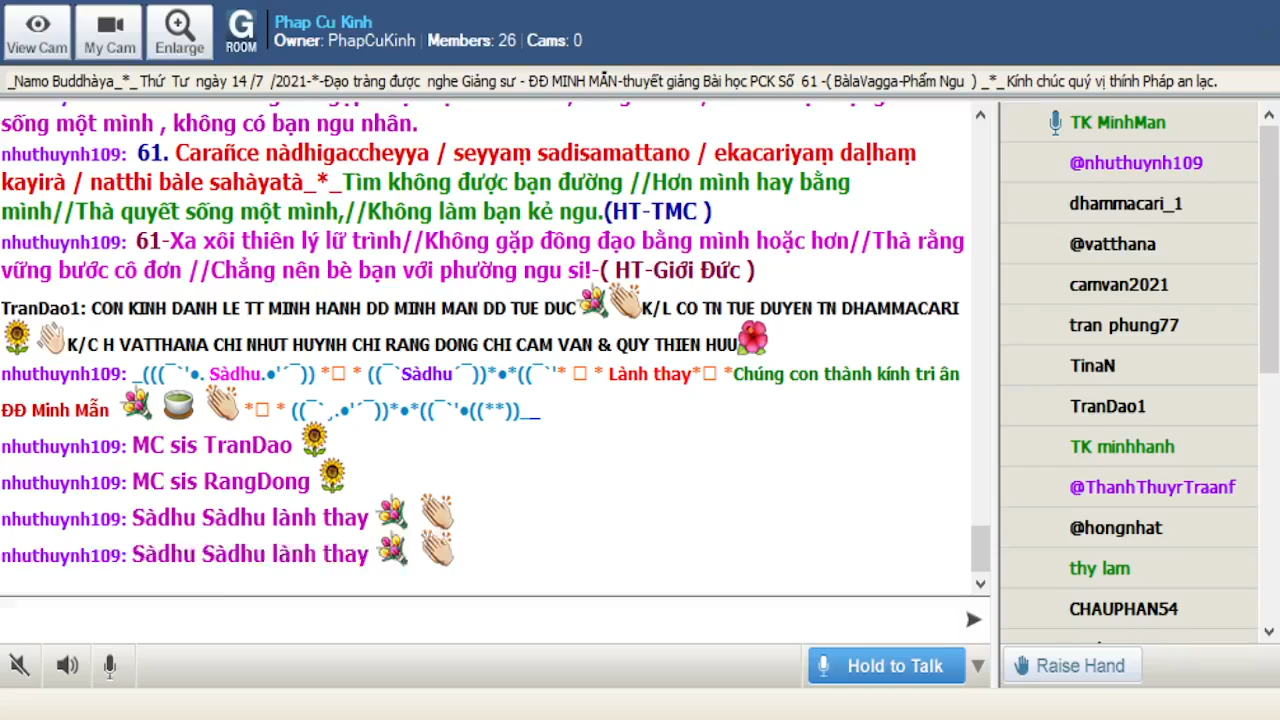 Phap Cu Kinh
Owner: PhapCuKinh | Members: 26 | Cams: 0
View Cam My Cam Enlarge G ROOM
_Namo Buddhàya_*_Thứ Tư ngày 14 /7 /2021-*-Đạo tràng được nghe Giảng sư - ĐĐ MINH MẪN-thuyết giảng Bài học PCK Số 61 -( BàlaVagga-Phẩm Ngu ) _*_Kính chúc quý vị thính Pháp an lạc.
sống một mình , không có bạn ngu nhân.
nhuthuynh109: 61. Carañce nàdhigaccheyya / seyyaṃ sadisamattano / ekacariyaṃ daḷhaṃ
kayirà / natthi bàle sahàyatà_*_Tìm không được bạn đường //Hơn mình hay bằng
mình//Thà quyết sống một mình,//Không làm bạn kẻ ngu.(HT-TMC )
nhuthuynh109: 61-Xa xôi thiên lý lữ trình//Không gặp đồng đạo bằng mình hoặc hơn//Thà rằng
vững bước cô đơn //Chẳng nên bè bạn với phường ngu si!-( HT-Giới Đức )
TranDao1: CON KINH DANH LE TT MINH HANH DD MINH MAN DD TUE DUC K/L CO TN TUE DUYEN TN DHAMMACARI
K/C H VATTHANA CHI NHUT HUYNH CHI RANG DONG CHI CAM VAN & QUY THIEN HUU
nhuthuynh109: _(((¯`'•. Sàdhu.•'´¯)) *▯ * ((¯`Sàdhu´¯))*•*((¯`'* ▯ * Lành thay*▯ *Chúng con thành kính tri ân
ĐĐ Minh Mẫn *▯ * ((¯`¸.•'´¯))*•*((¯`'•((**))__
nhuthuynh109: MC sis TranDao
nhuthuynh109: MC sis RangDong
nhuthuynh109: Sàdhu Sàdhu lành thay
nhuthuynh109: Sàdhu Sàdhu lành thay
TK MinhMan
@nhuthuynh109
dhammacari_1
@vatthana
camvan2021
tran phung77
TinaN
TranDao1
TK minhhanh
@ThanhThuyrTraanf
@hongnhat
thy lam
CHAUPHAN54
Hold to Talk
Raise Hand